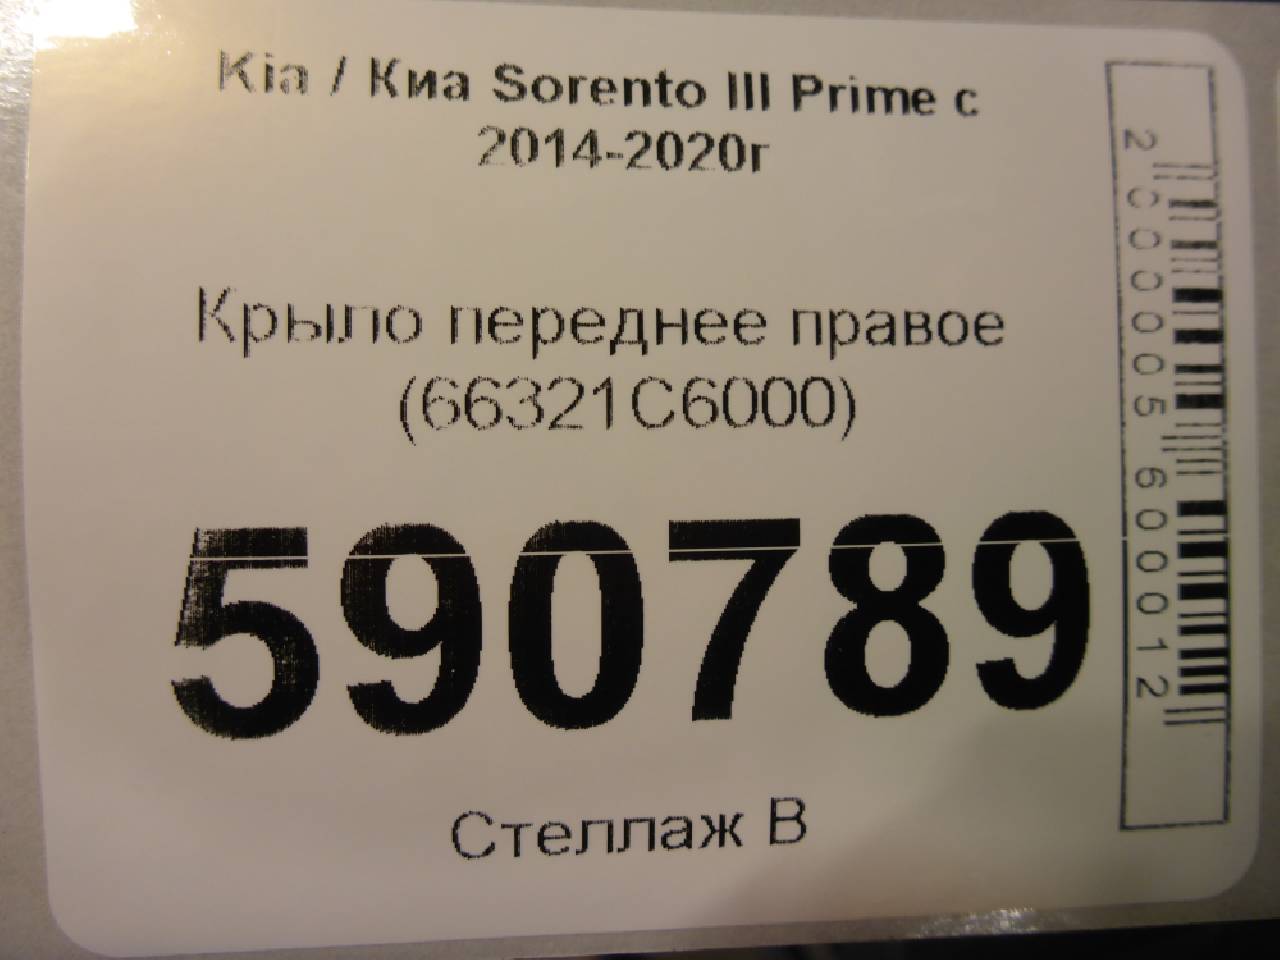 Kia / Киа Sorento III Prime с
2014-2020г
Крыло переднее правое
(66321C6000)
590789
Стеллаж В
2000005600012